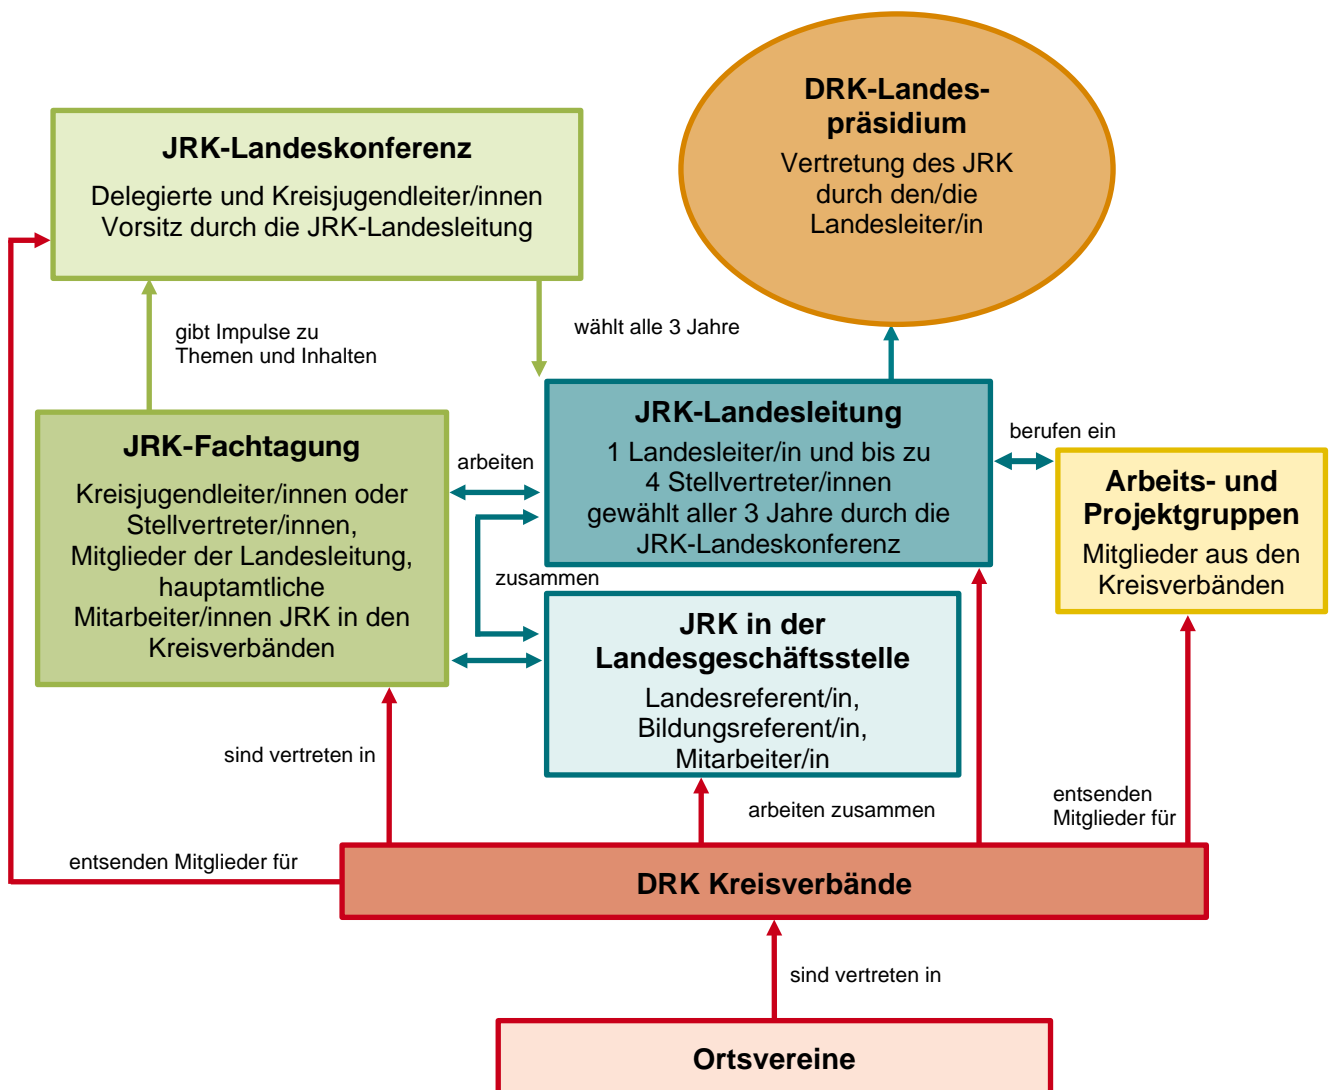 DRK-Landes-
präsidium
Vertretung des JRK
durch den/die
Landesleiter/in
JRK-Landeskonferenz
Delegierte und Kreisjugendleiter/innen
Vorsitz durch die JRK-Landesleitung
gibt Impulse zu
Themen und Inhalten
wählt alle 3 Jahre
JRK-Fachtagung
Kreisjugendleiter/innen oder
Stellvertreter/innen,
Mitglieder der Landesleitung,
hauptamtliche
Mitarbeiter/innen JRK in den
Kreisverbänden
arbeiten
zusammen
JRK-Landesleitung
1 Landesleiter/in und bis zu
4 Stellvertreter/innen
gewählt aller 3 Jahre durch die
JRK-Landeskonferenz
berufen ein
Arbeits- und
Projektgruppen
Mitglieder aus den
Kreisverbänden
JRK in der
Landesgeschäftsstelle
Landesreferent/in,
Bildungsreferent/in,
Mitarbeiter/in
sind vertreten in
arbeiten zusammen
entsenden
Mitglieder für
entsenden Mitglieder für
DRK Kreisverbände
sind vertreten in
Ortsvereine